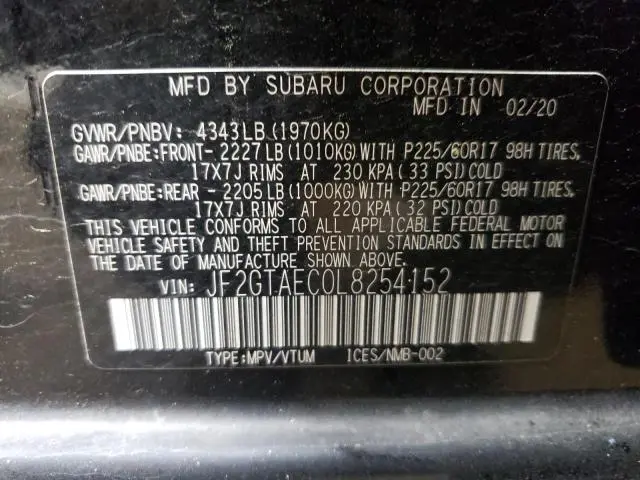 MFD BY SUBARU CORPORATION
MFD IN 02/20
GVWR/PNBV: 4343LB(1970KG)
GAWR/PNBE:FRONT- 2227LB(1010KG)WITH P225/60R17 98H TIRES,
17X7J RIMS AT 230 KPA(33 PSI)COLD
GAWR/PNBE:REAR - 2205LB(1000KG)WITH P225/60R17 98H TIRES,
17X7J RIMS AT 220 KPA(32 PSI)COLD
THIS VEHICLE CONFORMS TO ALL APPLICABLE FEDERAL MOTOR
VEHICLE SAFETY AND THEFT PREVENTION STANDARDS IN EFFECT ON
THE DATE OF MANUFACTURE SHOWN ABOVE.
VIN: JF2GTAEC0L8254152
TYPE:MPV/VTUM ICES/NMB-002